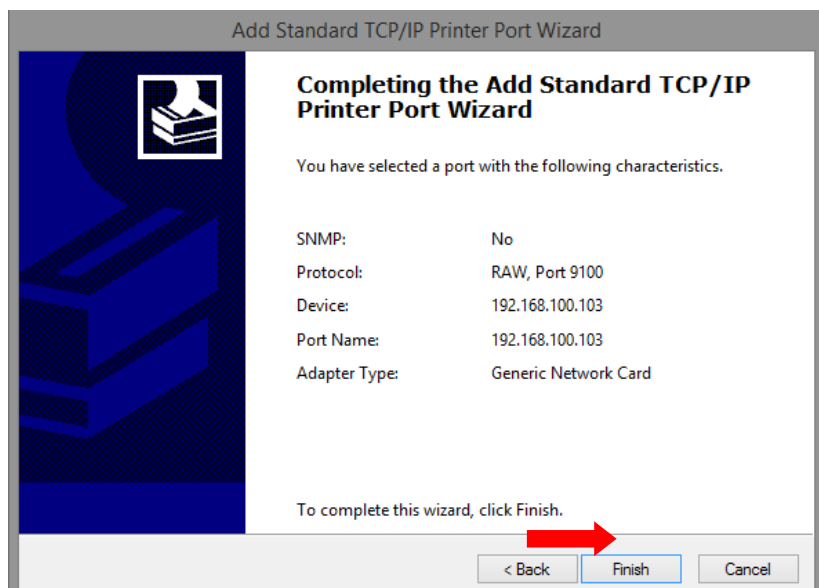 Add Standard TCP/IP Printer Port Wizard
Completing the Add Standard TCP/IP
Printer Port Wizard
You have selected a port with the following characteristics.
SNMP: No
Protocol: RAW, Port 9100
Device: 192.168.100.103
Port Name: 192.168.100.103
Adapter Type: Generic Network Card
To complete this wizard, click Finish.
< Back Finish Cancel